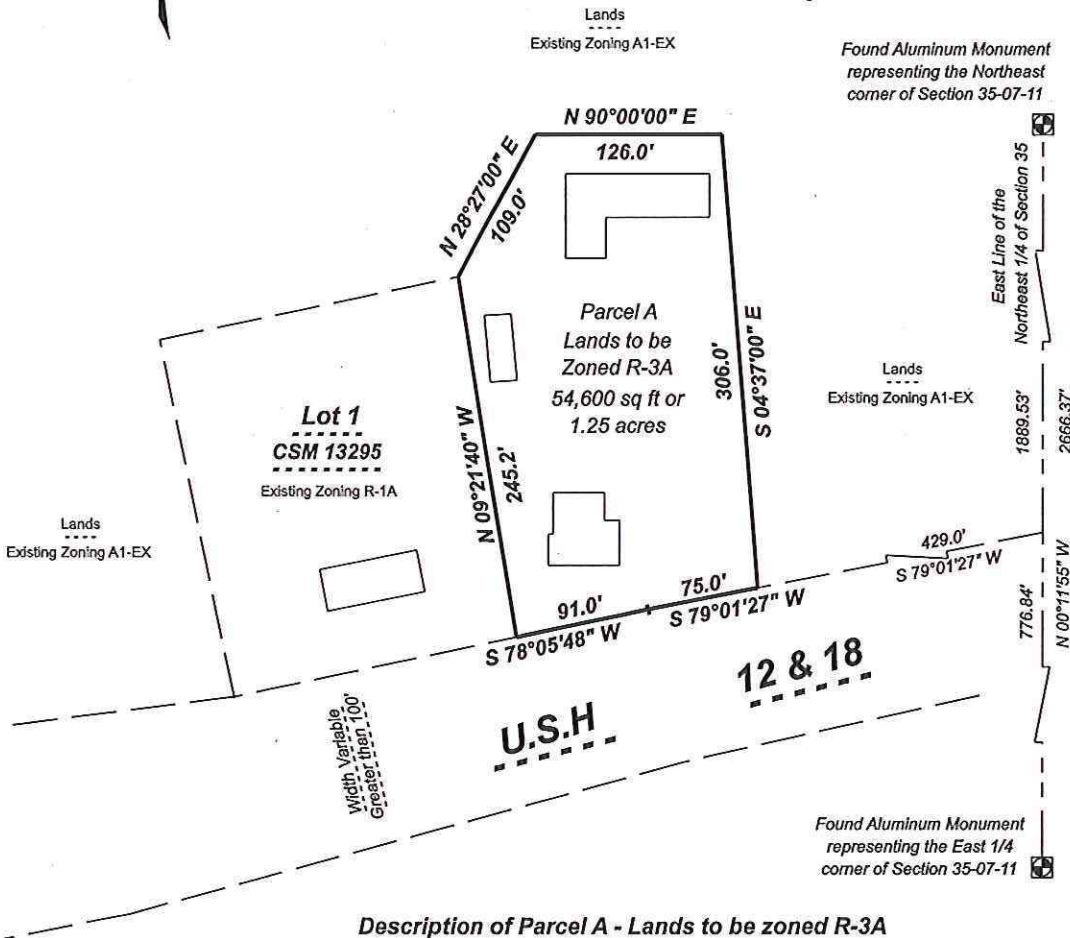 Lands
Existing Zoning A1-EX
Found Aluminum Monument
representing the Northeast
corner of Section 35-07-11
N 90°00'00" E
126.0'
N 28°27'00" E
109.0'
East Line of the
Northeast 1/4 of Section 35
Parcel A
Lands to be
Zoned R-3A
54,600 sq ft or
1.25 acres
306.0'
S 04°37'00" E
Lands
Existing Zoning A1-EX
1889.53'
2666.37'
Lot 1
CSM 13295
Existing Zoning R-1A
N 09°21'40" W
245.2'
Lands
Existing Zoning A1-EX
429.0'
S 79°01'27" W
91.0'
75.0'
S 78°05'48" W
S 79°01'27" W
776.84'
N 00°11'55" W
12 & 18
U.S.H
Width Variable
Greater than 100'
Found Aluminum Monument
representing the East 1/4
corner of Section 35-07-11
Description of Parcel A - Lands to be zoned R-3A